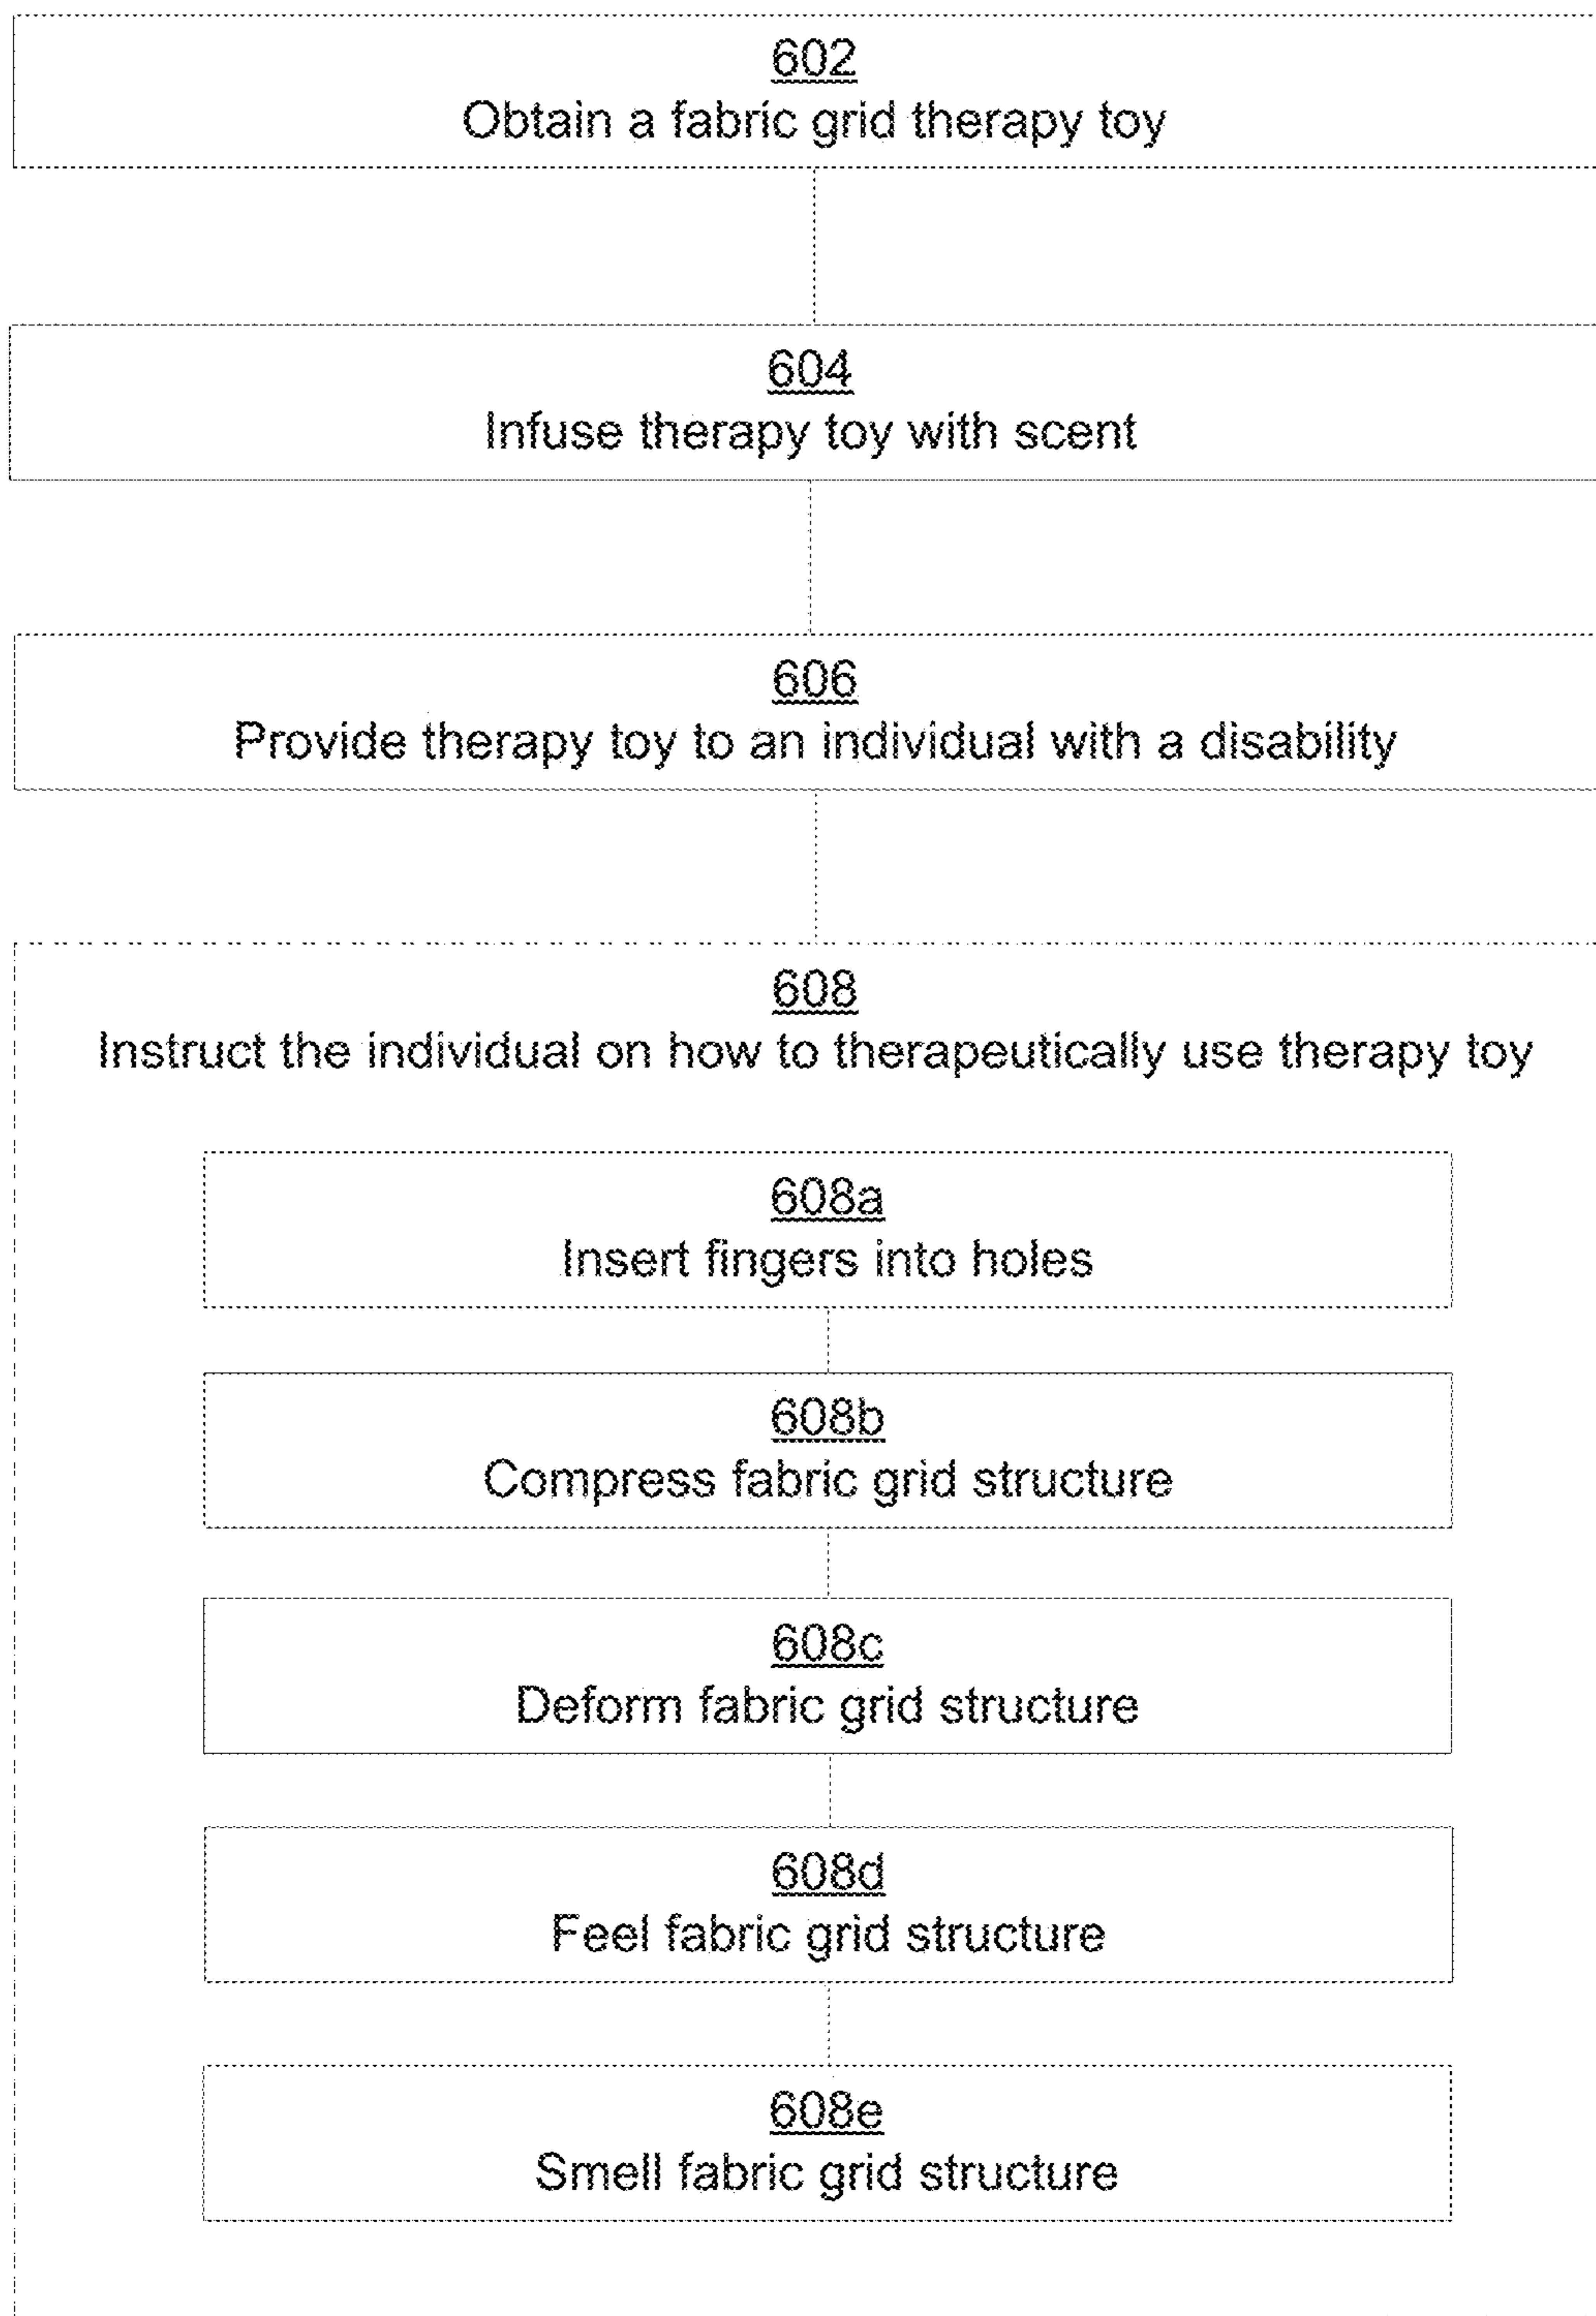 602
Obtain a fabric grid therapy toy
604
Infuse therapy toy with scent
606
Provide therapy toy to an individual with a disability
608
Instruct the individual on how to therapeutically use therapy toy
608a
Insert fingers into holes
608b
Compress fabric grid structure
608c
Deform fabric grid structure
608d
Feel fabric grid structure
608e
Smell fabric grid structure